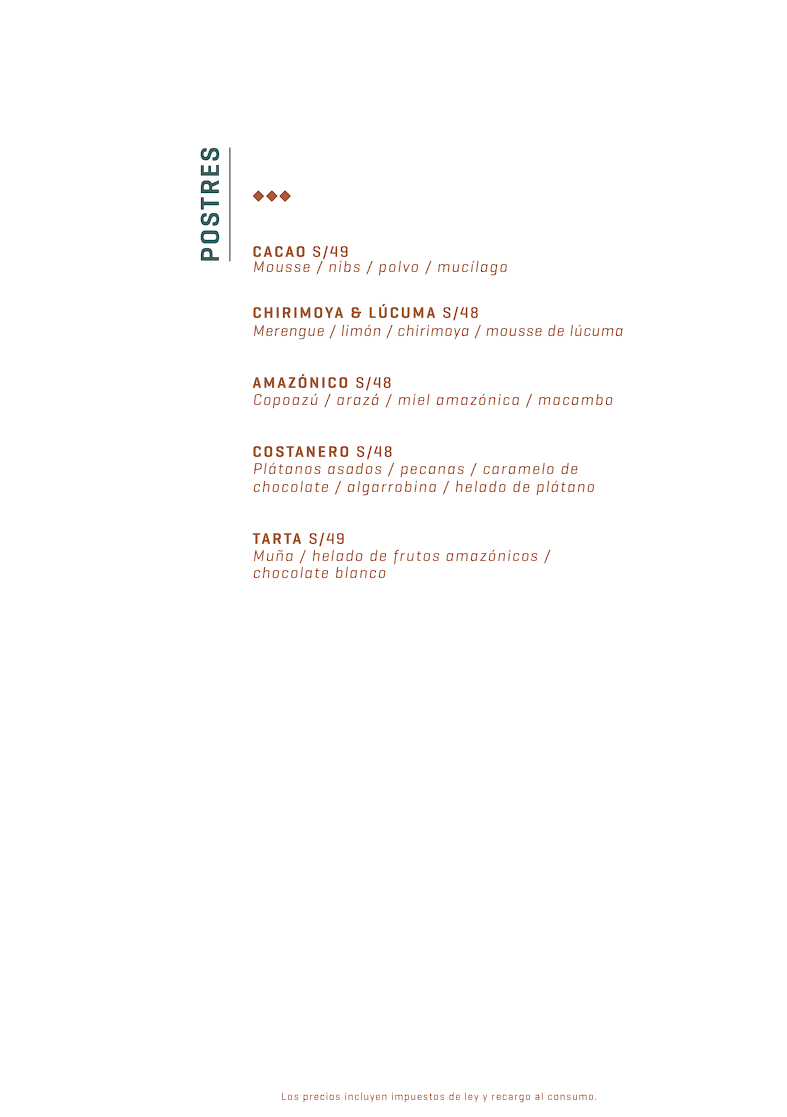 POSTRES
CACAO S/49
Mousse / nibs / polvo / mucílago
CHIRIMOYA & LÚCUMA S/48
Merengue / limón / chirimoya / mousse de lúcuma
AMAZÓNICO S/48
Copoazú / arazá / miel amazónica / macambo
COSTANERO S/48
Plátanos asados / pecanas / caramelo de
chocolate / algarrobina / helado de plátano
TARTA S/49
Muña / helado de frutos amazónicos /
chocolate blanco
Los precios incluyen impuestos de ley y recargo al consumo.